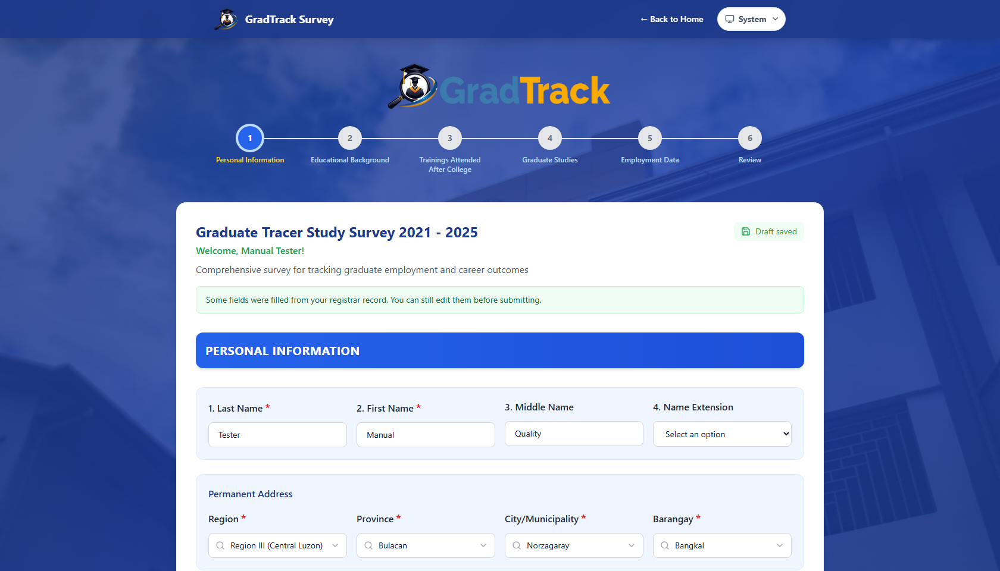 GradTrack Survey
← Back to Home
System
GradTrack
1
2
3
4
5
6
Personal Information
Educational Background
Trainings Attended
After College
Graduate Studies
Employment Data
Review
Graduate Tracer Study Survey 2021 - 2025
Draft saved
Welcome, Manual Tester!
Comprehensive survey for tracking graduate employment and career outcomes
Some fields were filled from your registrar record. You can still edit them before submitting.
PERSONAL INFORMATION
1. Last Name *
2. First Name *
3. Middle Name
4. Name Extension
Tester
Manual
Quality
Select an option
Permanent Address
Region *
Province *
City/Municipality *
Barangay *
Region III (Central Luzon)
Bulacan
Norzagaray
Bangkal